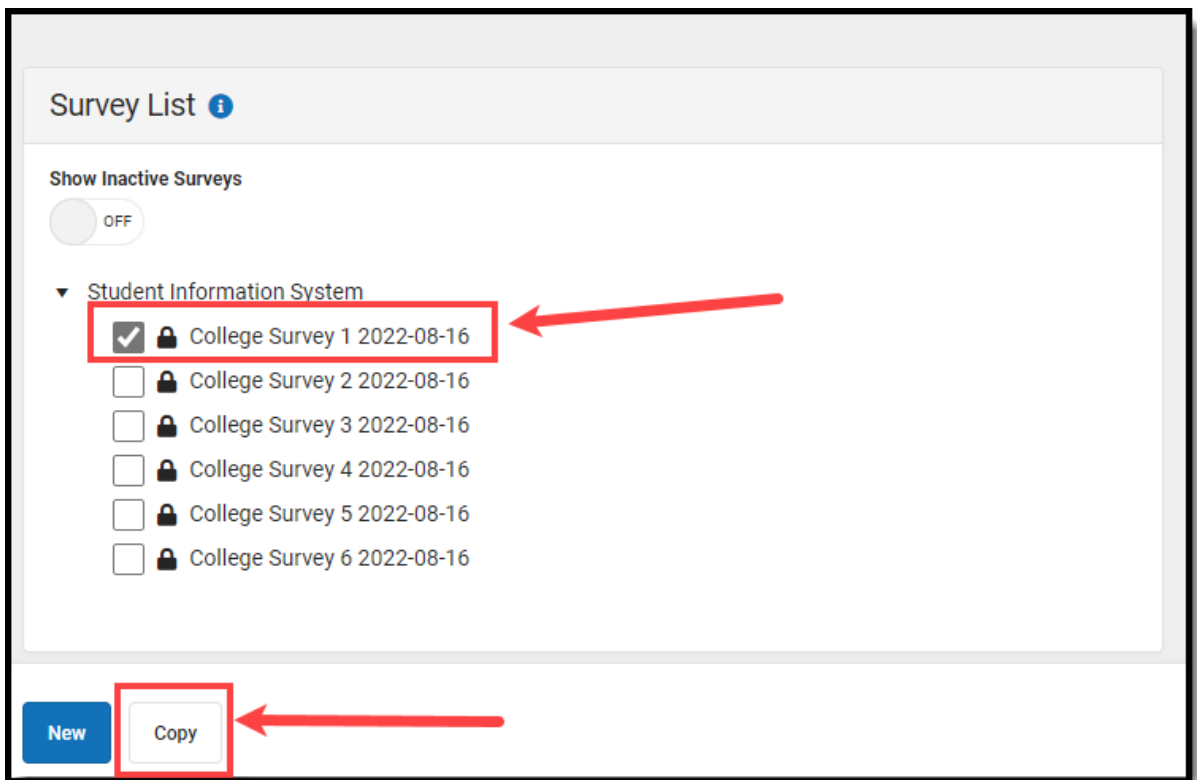 Survey List
Show Inactive Surveys
OFF
Student Information System
College Survey 1 2022-08-16
College Survey 2 2022-08-16
College Survey 3 2022-08-16
College Survey 4 2022-08-16
College Survey 5 2022-08-16
College Survey 6 2022-08-16
New Copy